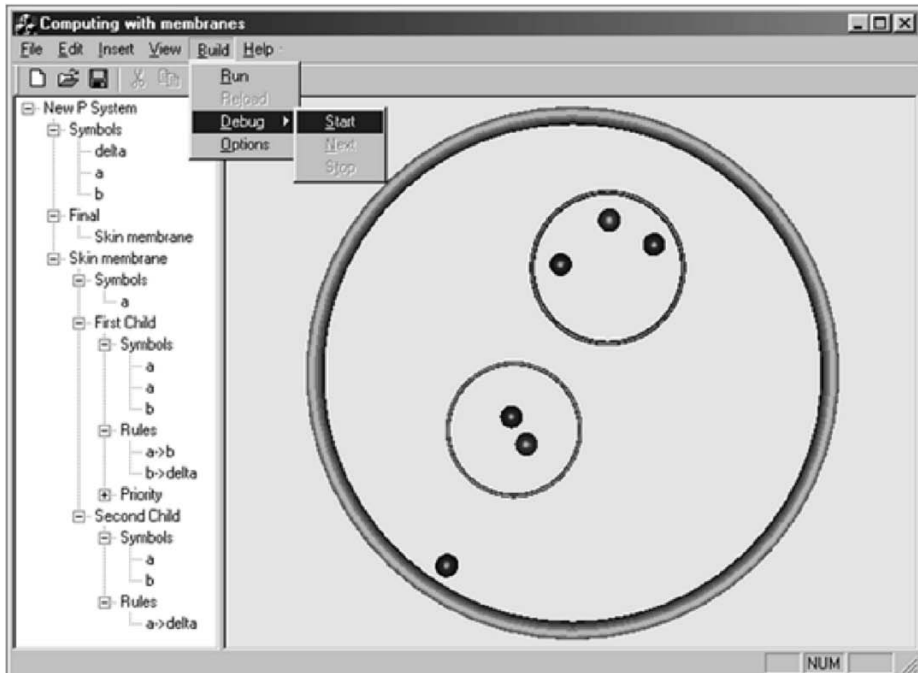 Computing with membranes
File Edit Insert View Build Help
Run
Reload
Debug
Options
Start
Next
Stop
New P System
Symbols
delta
a
b
Final
Skin membrane
Skin membrane
Symbols
a
First Child
Symbols
a
a
b
Rules
a->b
b->delta
Priority
Second Child
Symbols
a
b
Rules
a->delta
NUM